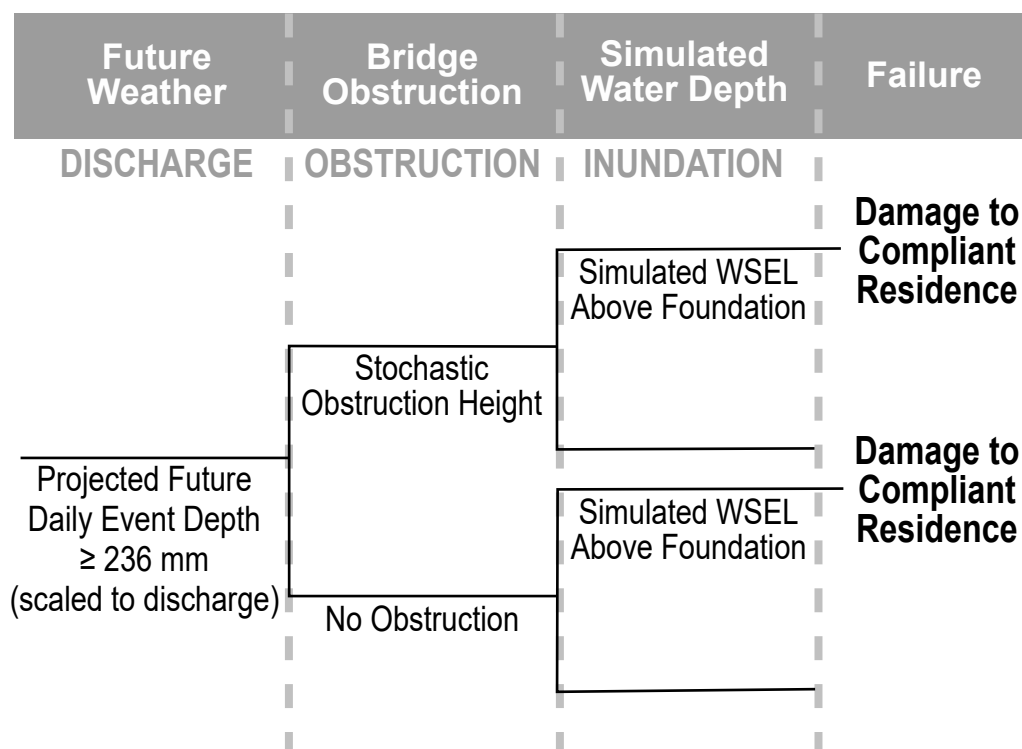 Future
Weather
Bridge
Obstruction
Simulated
Water Depth
Failure
DISCHARGE
OBSTRUCTION
INUNDATION
Damage to
Compliant
Residence
Simulated WSEL
Above Foundation
Stochastic
Obstruction Height
Projected Future
Daily Event Depth
≥ 236 mm
(scaled to discharge)
Damage to
Compliant
Residence
Simulated WSEL
Above Foundation
No Obstruction